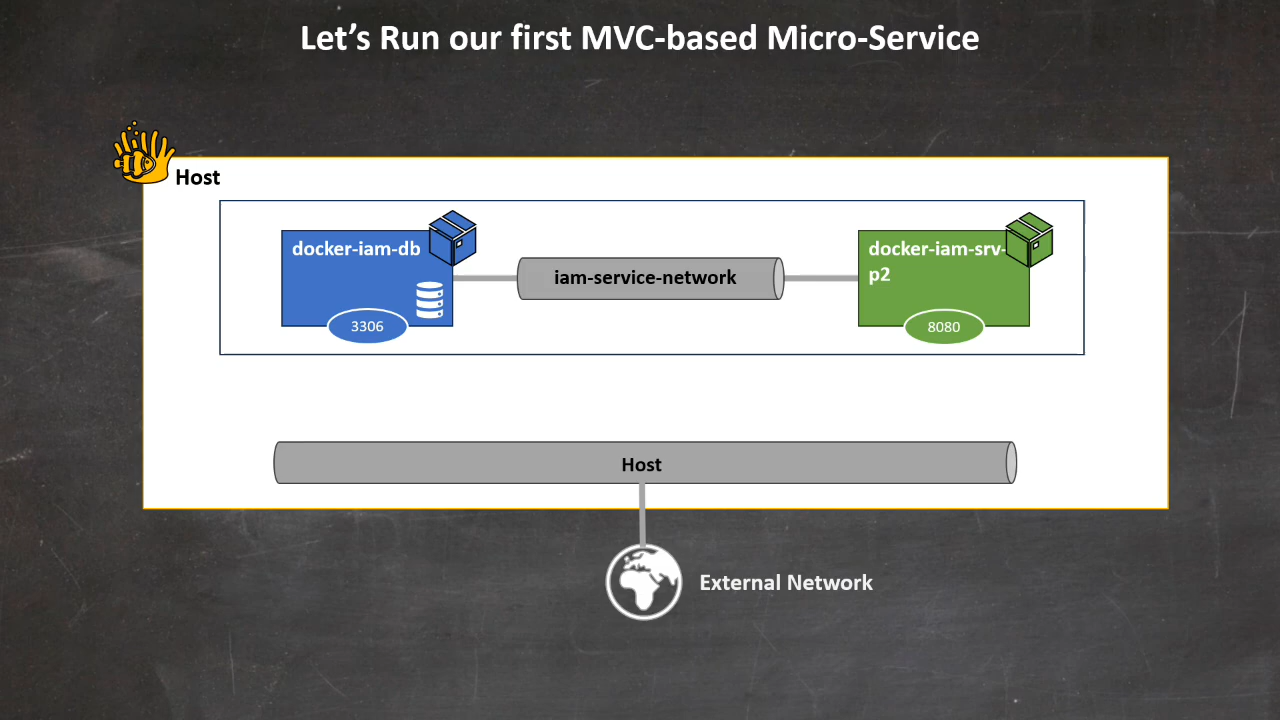 Let’s Run our first MVC-based Micro-Service
Host
docker-iam-db
3306
iam-service-network
docker-iam-srv-
p2
8080
Host
External Network